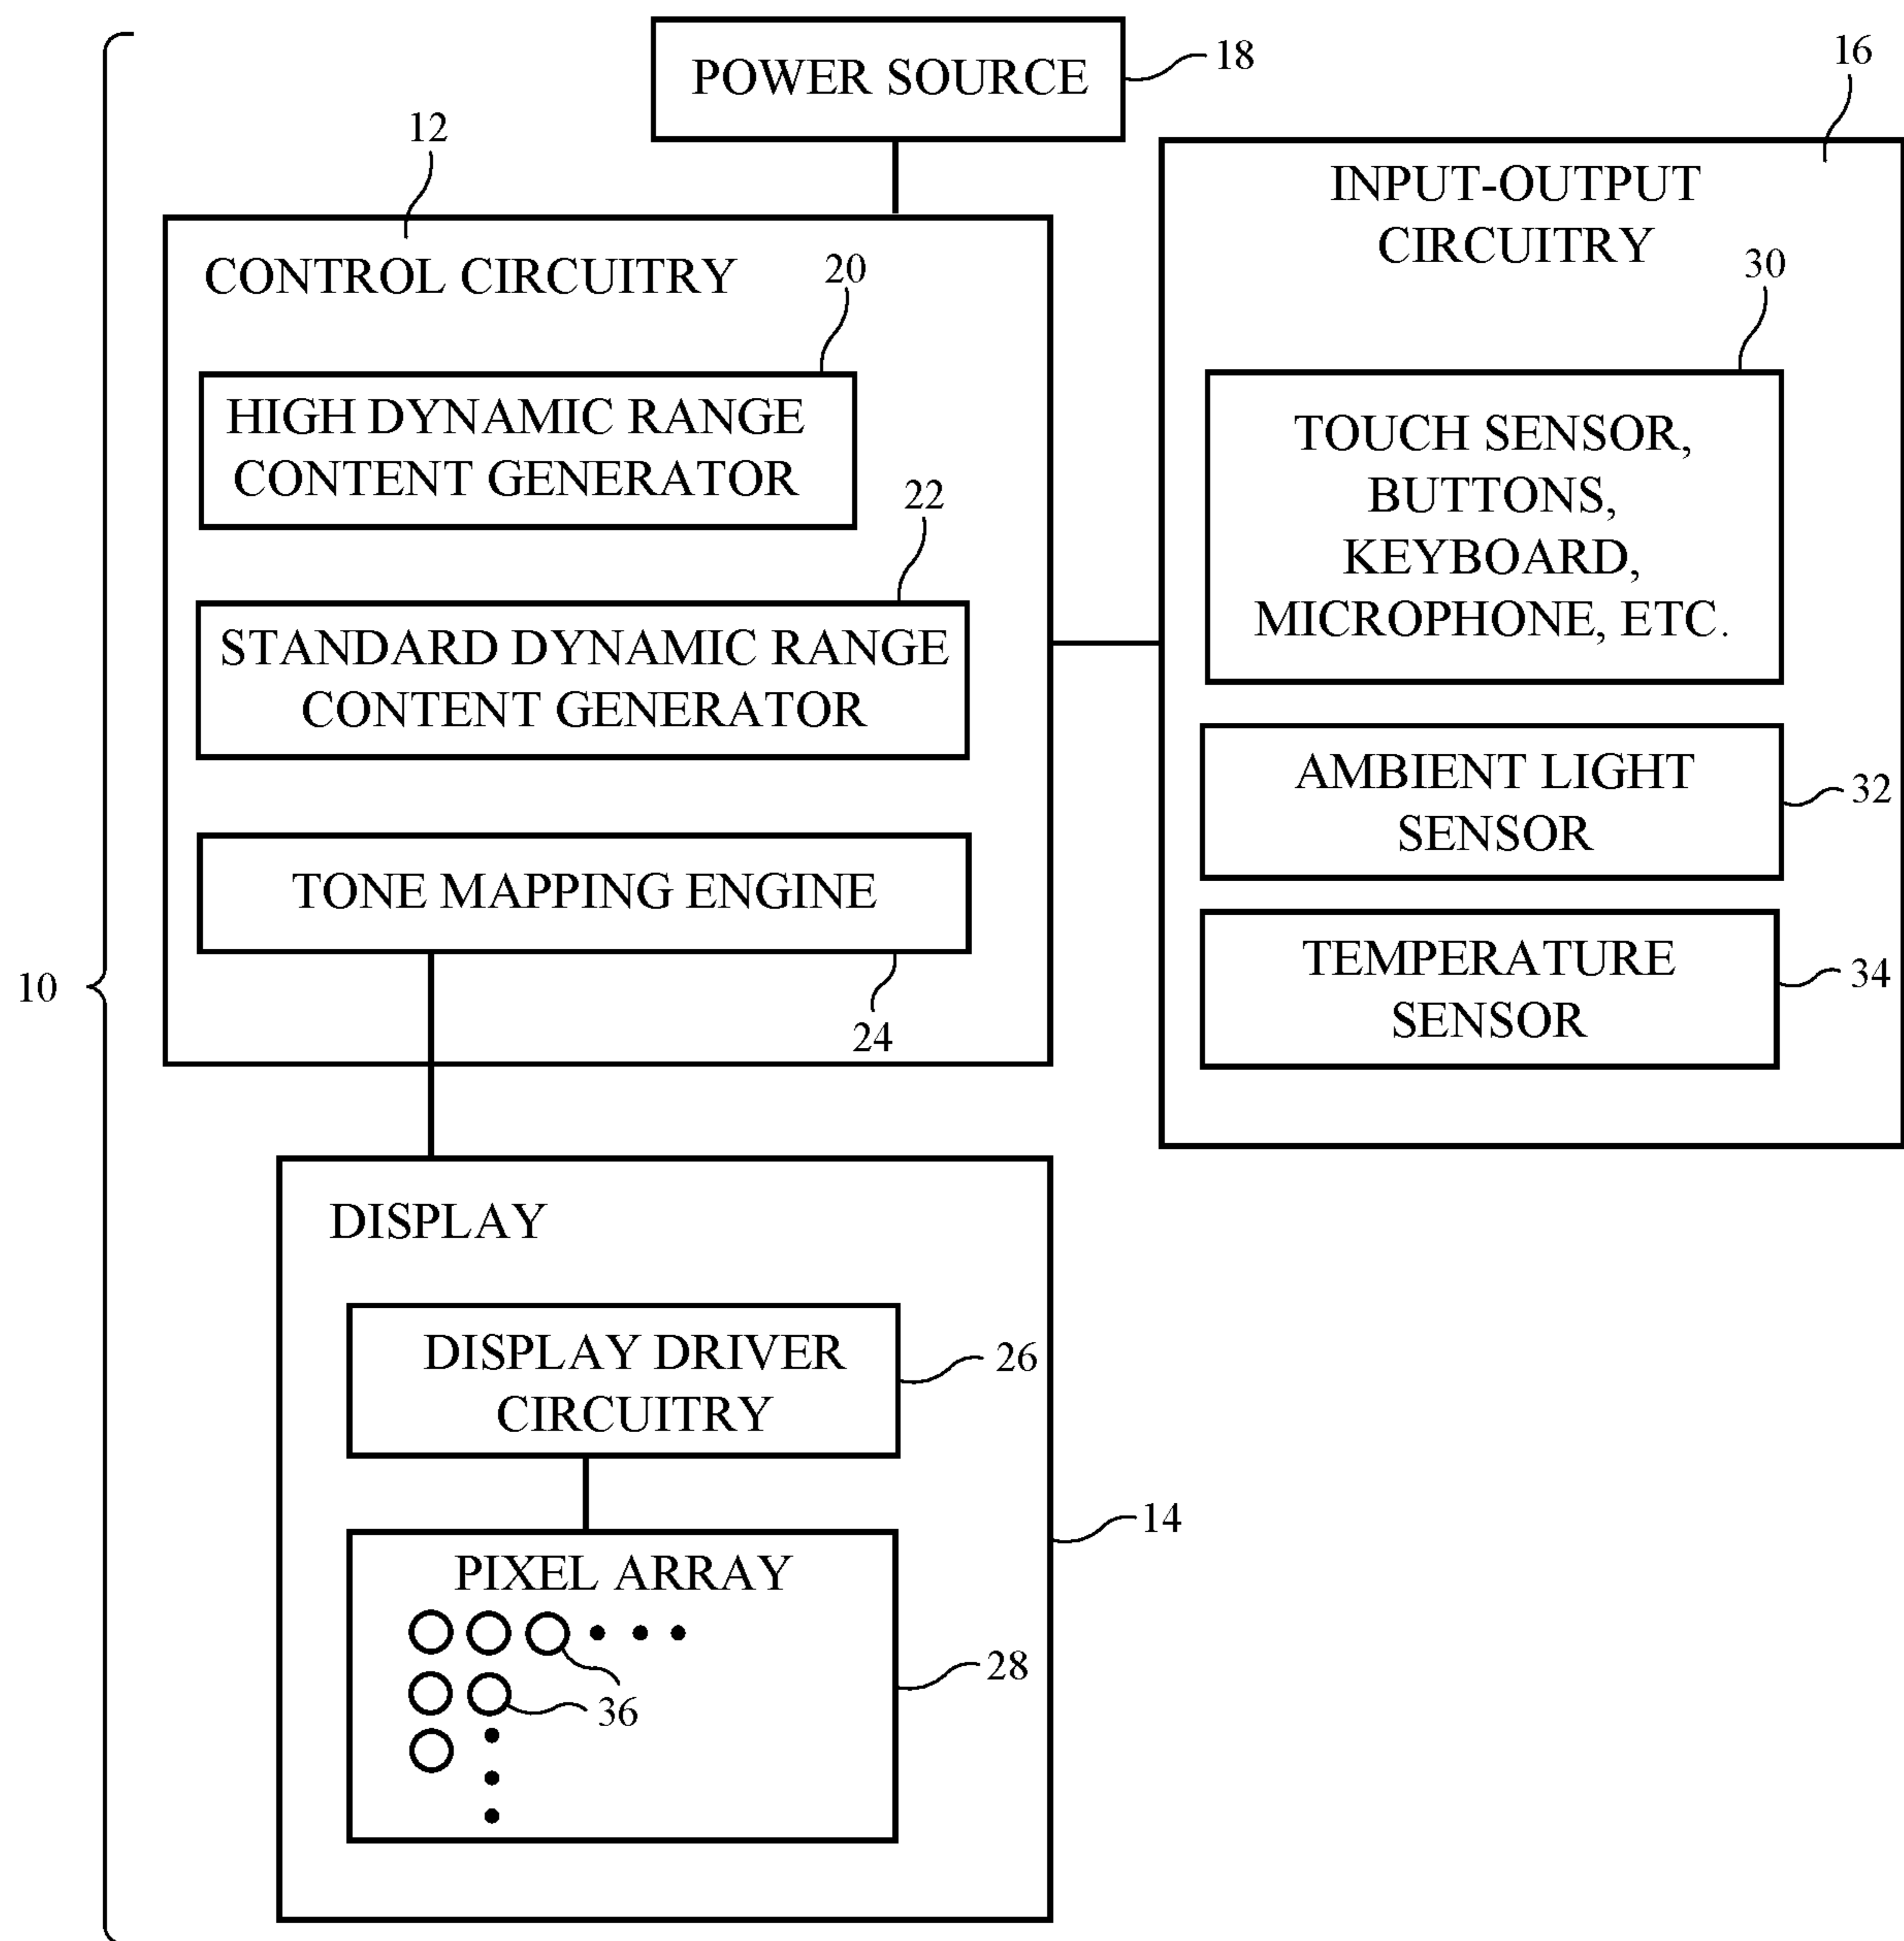 POWER SOURCE
18
16
12
INPUT-OUTPUT
CIRCUITRY
CONTROL CIRCUITRY
20
30
HIGH DYNAMIC RANGE
CONTENT GENERATOR
TOUCH SENSOR,
BUTTONS,
KEYBOARD,
MICROPHONE, ETC.
22
STANDARD DYNAMIC RANGE
CONTENT GENERATOR
AMBIENT LIGHT
SENSOR
32
TONE MAPPING ENGINE
24
TEMPERATURE
SENSOR
34
10
DISPLAY
DISPLAY DRIVER
CIRCUITRY
26
14
PIXEL ARRAY
28
36